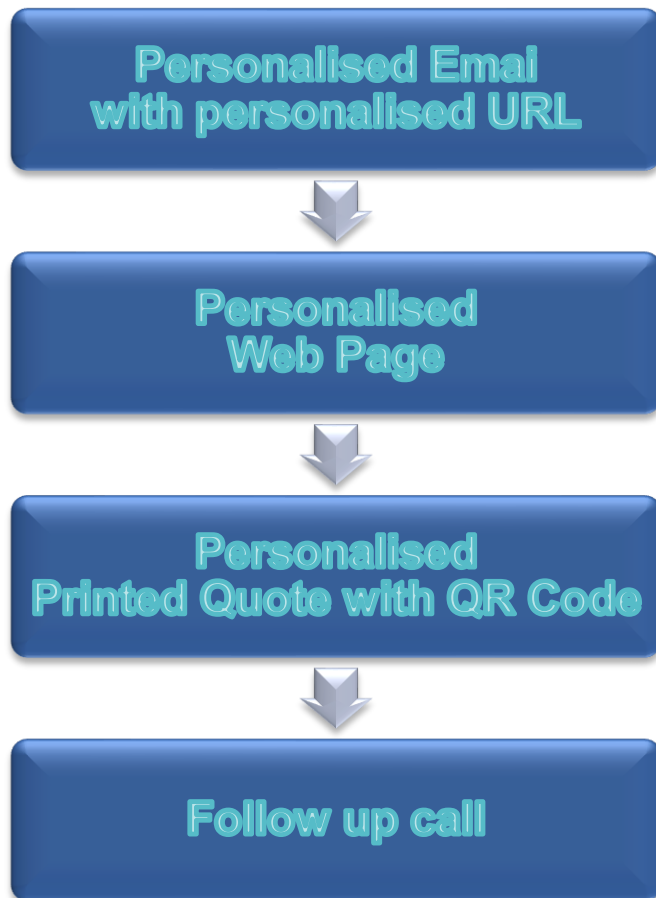 Personalised Emai
with personalised URL
Personalised
Web Page
Personalised
Printed Quote with QR Code
Follow up call